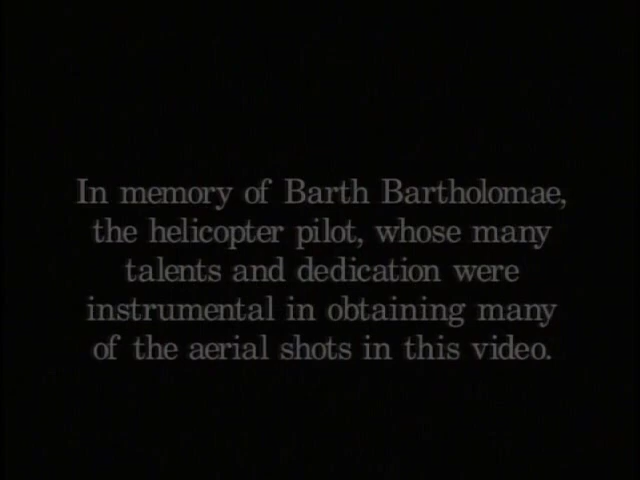 In memory of Barth Bartholomae,
the helicopter pilot, whose many
talents and dedication were
instrumental in obtaining many
of the aerial shots in this video.